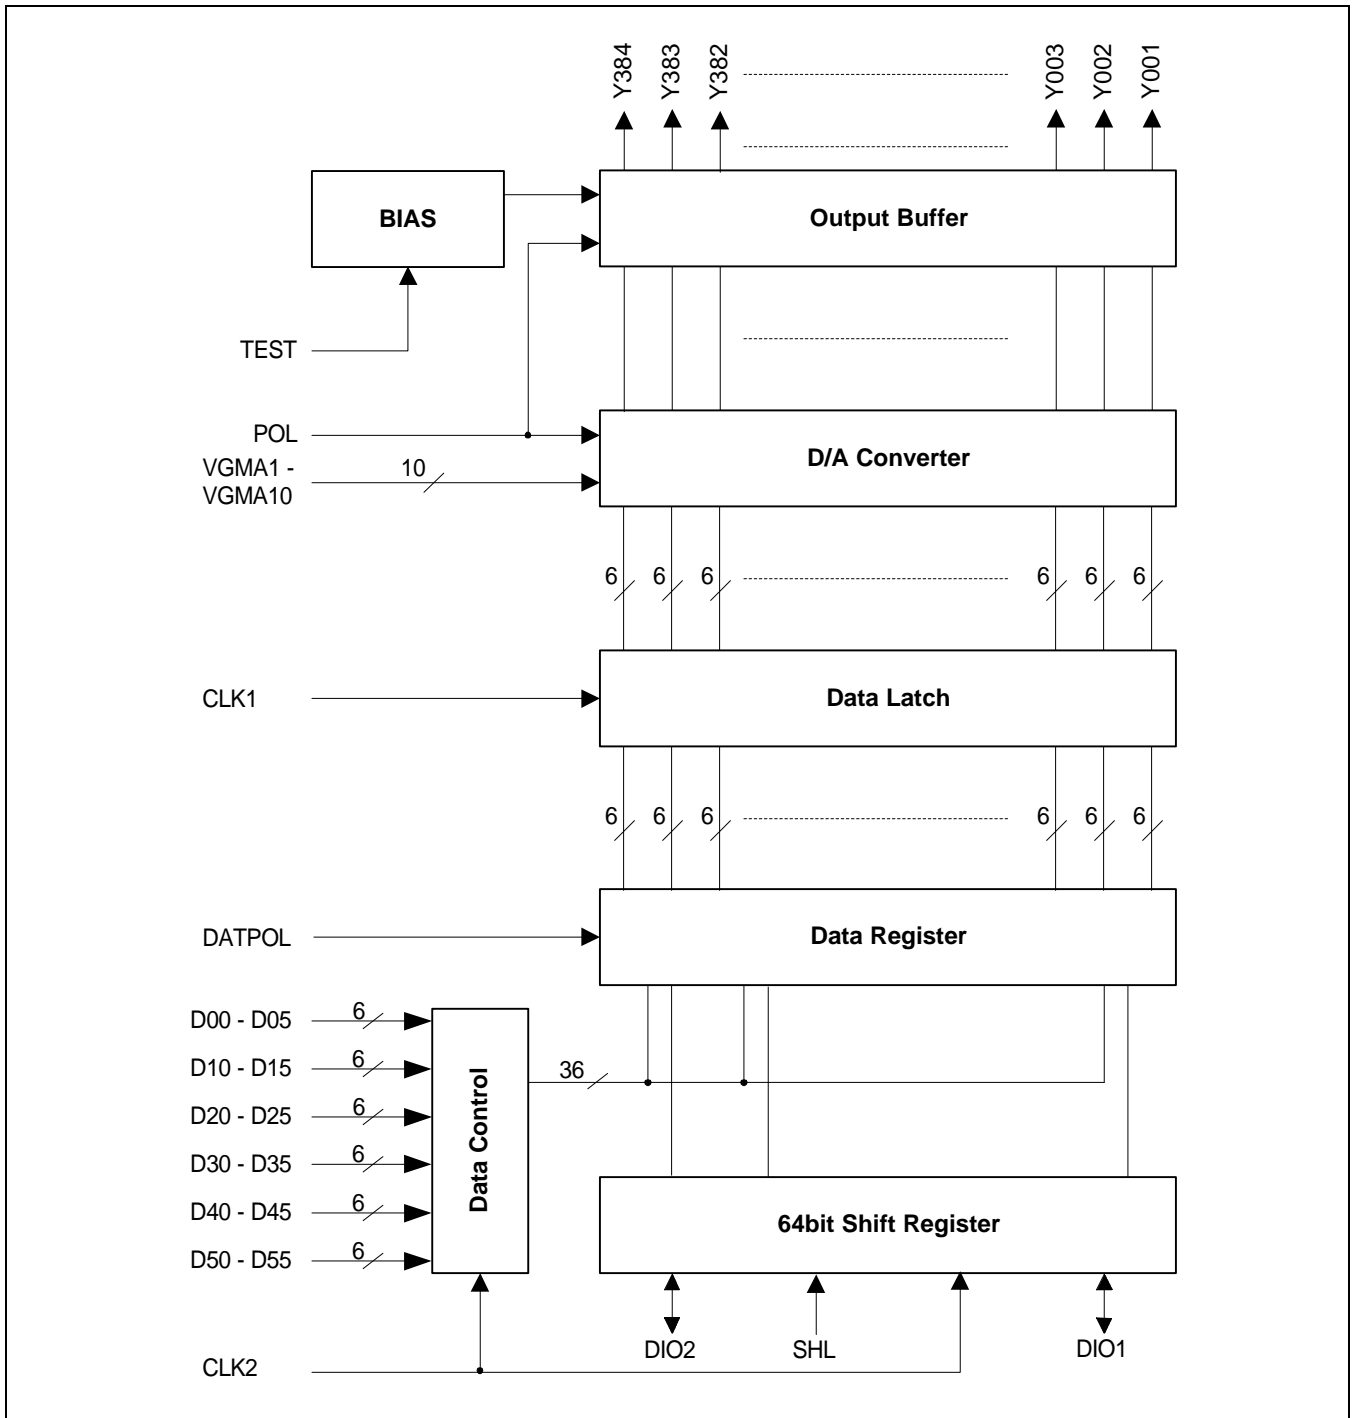 Y384 Y383 Y382 Y003 Y002 Y001
BIAS
Output Buffer
TEST
POL
VGMA1 -
VGMA10
10
D/A Converter
6 6 6 6 6 6
CLK1
Data Latch
6 6 6 6 6 6
DATPOL
Data Register
D00 - D05 6
D10 - D15 6
D20 - D25 6
D30 - D35 6
D40 - D45 6
D50 - D55 6
Data Control
36
64bit Shift Register
DIO2 SHL DIO1
CLK2